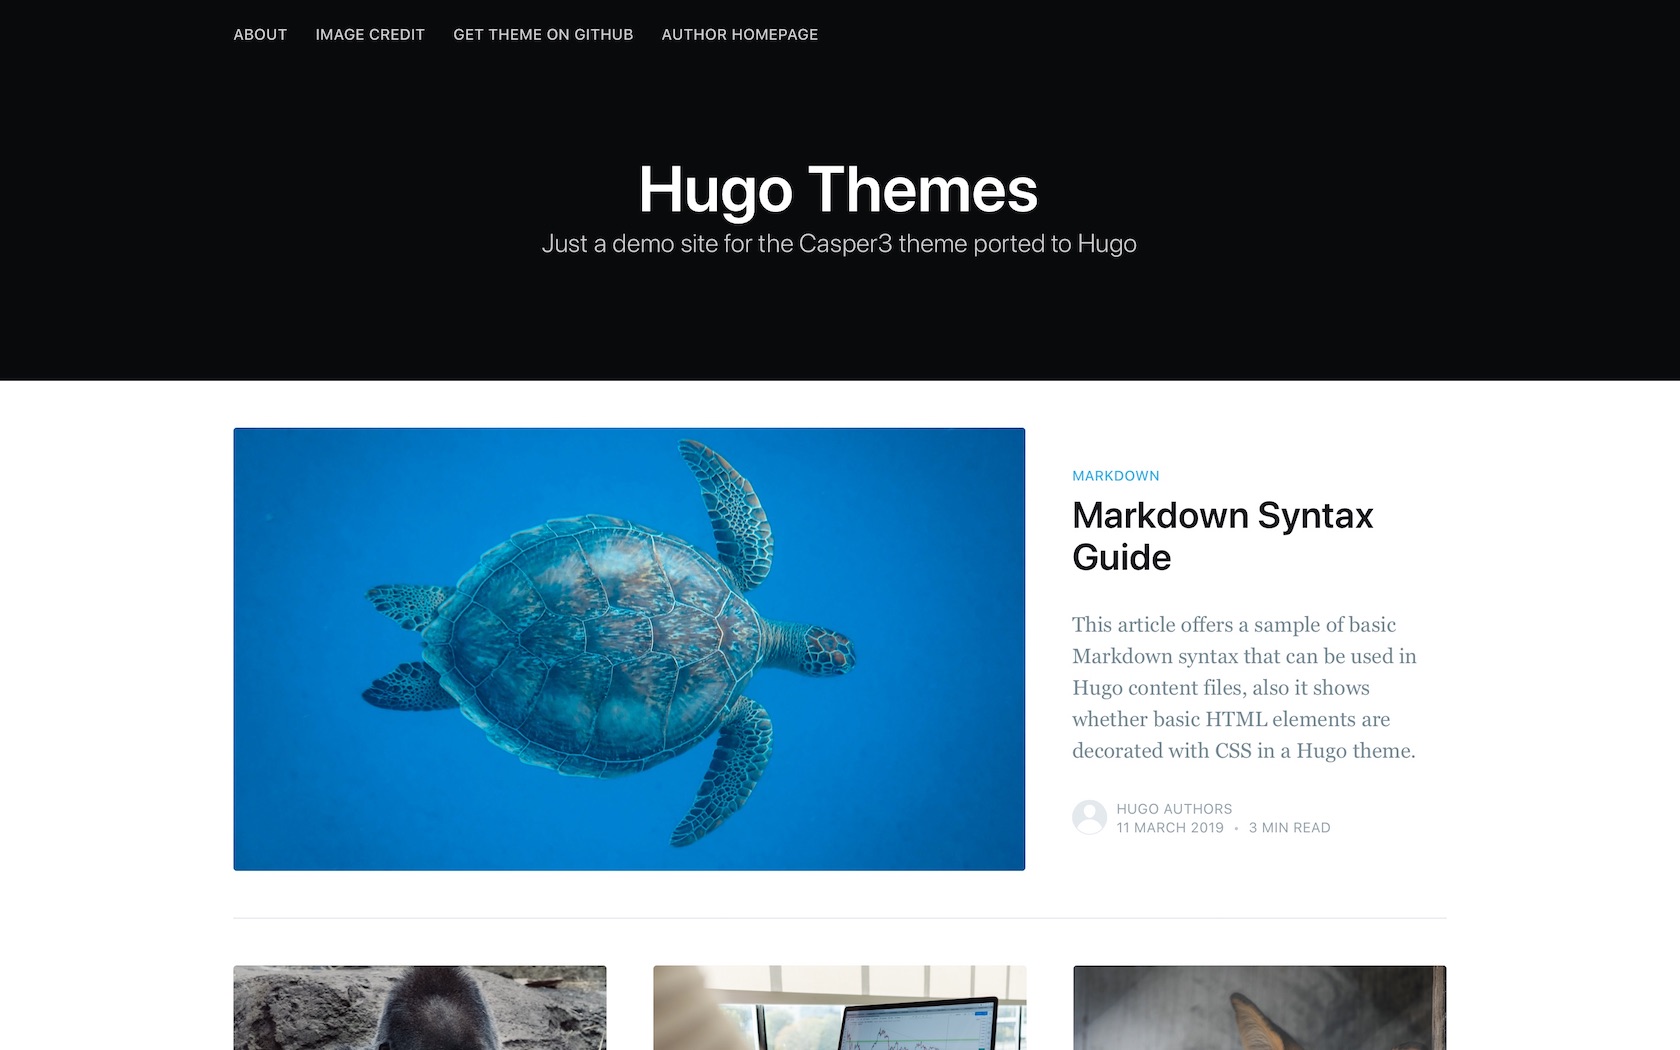 ABOUT IMAGE CREDIT GET THEME ON GITHUB AUTHOR HOMEPAGE
Hugo Themes
Just a demo site for the Casper3 theme ported to Hugo
MARKDOWN
Markdown Syntax
Guide
This article offers a sample of basic
Markdown syntax that can be used in
Hugo content files, also it shows
whether basic HTML elements are
decorated with CSS in a Hugo theme.
HUGO AUTHORS
11 MARCH 2019 • 3 MIN READ